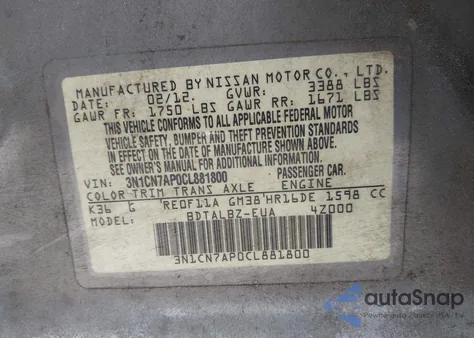 MANUFACTURED BY NISSAN MOTOR CO., LTD.
DATE: 02/12. GVWR: 3388 LBS
GAWR FR: 1750 LBS GAWR RR: 1671 LBS
THIS VEHICLE CONFORMS TO ALL APPLICABLE FEDERAL MOTOR
VEHICLE SAFETY, BUMPER AND THEFT PREVENTION STANDARDS
IN EFFECT ON THE DATE OF MANUFACTURE SHOWN ABOVE.
SEE OWNER'S MANUAL FOR ADDITIONAL INFORMATION.
VIN: 3N1CN7AP0CL881800 PASSENGER CAR.
COLOR TRIM TRANS AXLE ENGINE
K36 G RE0F11A GM38 HR16DE 1598 CC
MODEL: BDTALBZ-EUA 4Z000
3N1CN7AP0CL881800
autoSnap